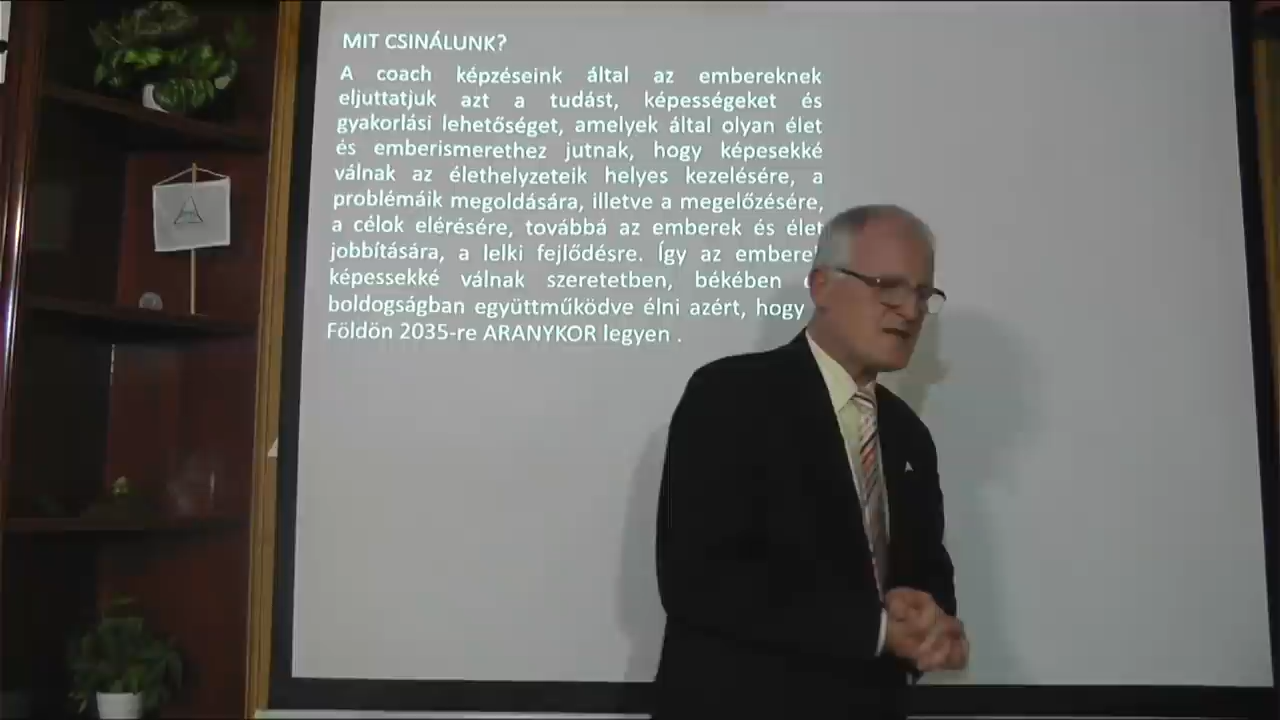 MIT CSINÁLUNK?
A coach képzéseink által az embereknek
eljuttatjuk azt a tudást, képességeket és
gyakorlási lehetőséget, amelyek által olyan élet
és emberismerethez jutnak, hogy képesekké
válnak az élethelyzeteik helyes kezelésére, a
problémáik megoldására, illetve a megelőzésére,
a célok elérésére, továbbá az emberek és élet
jobbítására, a lelki fejlődésre. Így az embere
képessekké válnak szeretetben, békében
boldogságban együttműködve élni azért, hogy
Földön 2035-re ARANYKOR legyen .